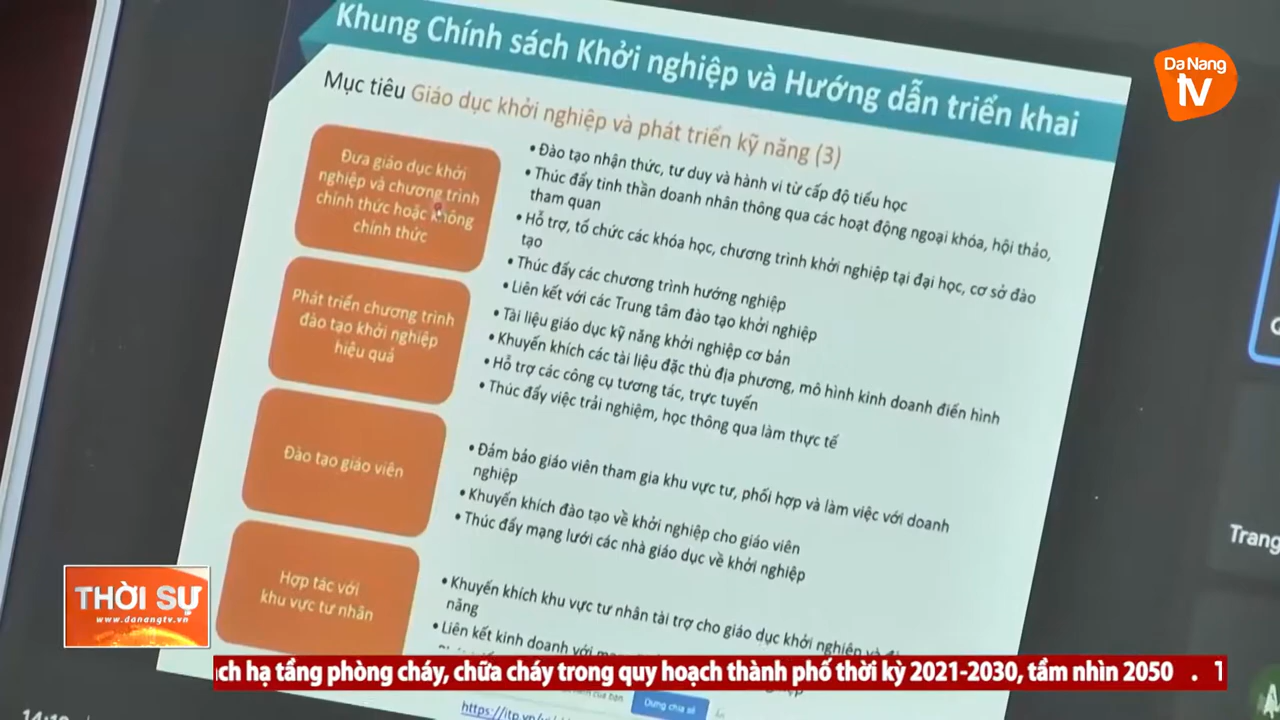 Khung Chính sách Khởi nghiệp và Hướng dẫn triển khai
Da Nang
tv
Mục tiêu Giáo dục khởi nghiệp và phát triển kỹ năng (3)
Đưa giáo dục khởi
nghiệp và chương trình
chính thức hoặc không
chính thức
• Đào tạo nhận thức, tư duy và hành vi từ cấp độ tiểu học
• Thúc đẩy tinh thần doanh nhân thông qua các hoạt động ngoại khóa, hội thảo,
tham quan
• Hỗ trợ, tổ chức các khóa học, chương trình khởi nghiệp tại đại học, cơ sở đào
tạo
• Thúc đẩy các chương trình hướng nghiệp
• Liên kết với các Trung tâm đào tạo khởi nghiệp
Phát triển chương trình
đào tạo khởi nghiệp
hiệu quả
• Tài liệu giáo dục kỹ năng khởi nghiệp cơ bản
• Khuyến khích các tài liệu đặc thù địa phương, mô hình kinh doanh điển hình
• Hỗ trợ các công cụ tương tác, trực tuyến
• Thúc đẩy việc trải nghiệm, học thông qua làm thực tế
Đào tạo giáo viên
• Đảm bảo giáo viên tham gia khu vực tư, phối hợp và làm việc với doanh
nghiệp
• Khuyến khích đào tạo về khởi nghiệp cho giáo viên
• Thúc đẩy mạng lưới các nhà giáo dục về khởi nghiệp
Hợp tác với
khu vực tư nhân
• Khuyến khích khu vực tư nhân tài trợ cho giáo dục khởi nghiệp và
năng
• Liên kết kinh doanh với
Trang
THỜI SỰ
www.danangtv.vn
ạch hạ tầng phòng cháy, chữa cháy trong quy hoạch thành phố thời kỳ 2021-2030, tầm nhìn 2050 . 1
của bạn
Dừng chia sẻ
Ẩn
https://itp.vn/
A